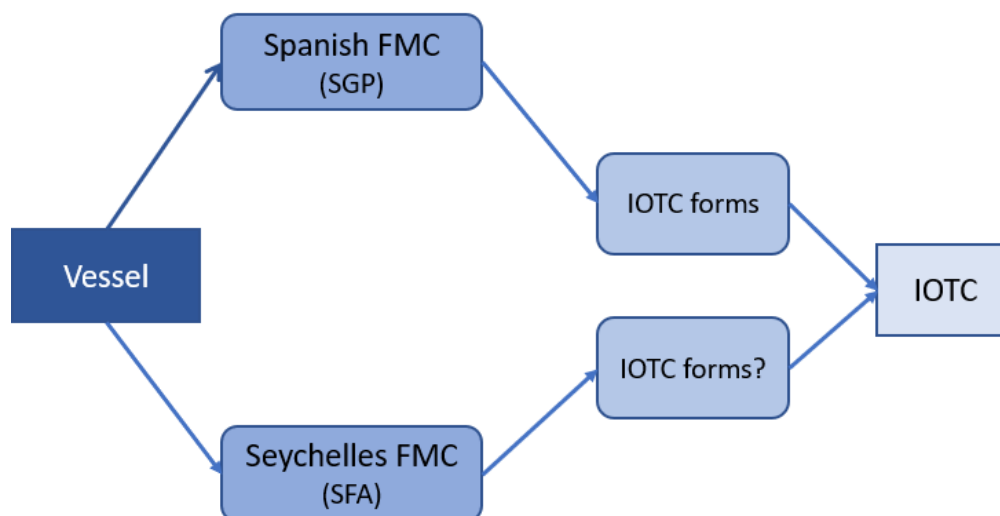 Spanish FMC
(SGP)
IOTC forms
Vessel
IOTC
IOTC forms?
Seychelles FMC
(SFA)